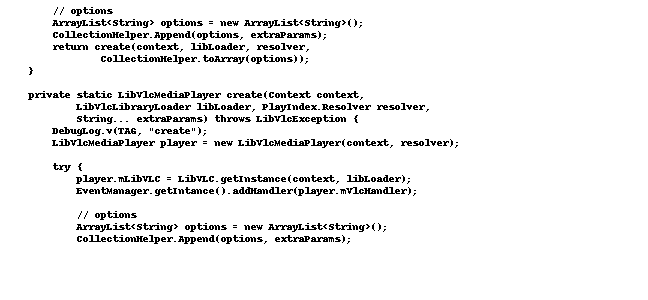 // options
ArrayList<String> options = new ArrayList<String>();
CollectionHelper.Append(options, extraParams);
return create(context, libLoader, resolver,
CollectionHelper.toArray(options));
}
private static LibVlcMediaPlayer create(Context context,
LibVlcLibraryLoader libLoader, PlayIndex.Resolver resolver,
String... extraParams) throws LibVlcException {
DebugLog.v(TAG, "create");
LibVlcMediaPlayer player = new LibVlcMediaPlayer(context, resolver);
try {
player.mLibVLC = LibVLC.getInstance(context, libLoader);
EventManager.getIntance().addHandler(player.mVlcHandler);
// options
ArrayList<String> options = new ArrayList<String>();
CollectionHelper.Append(options, extraParams);